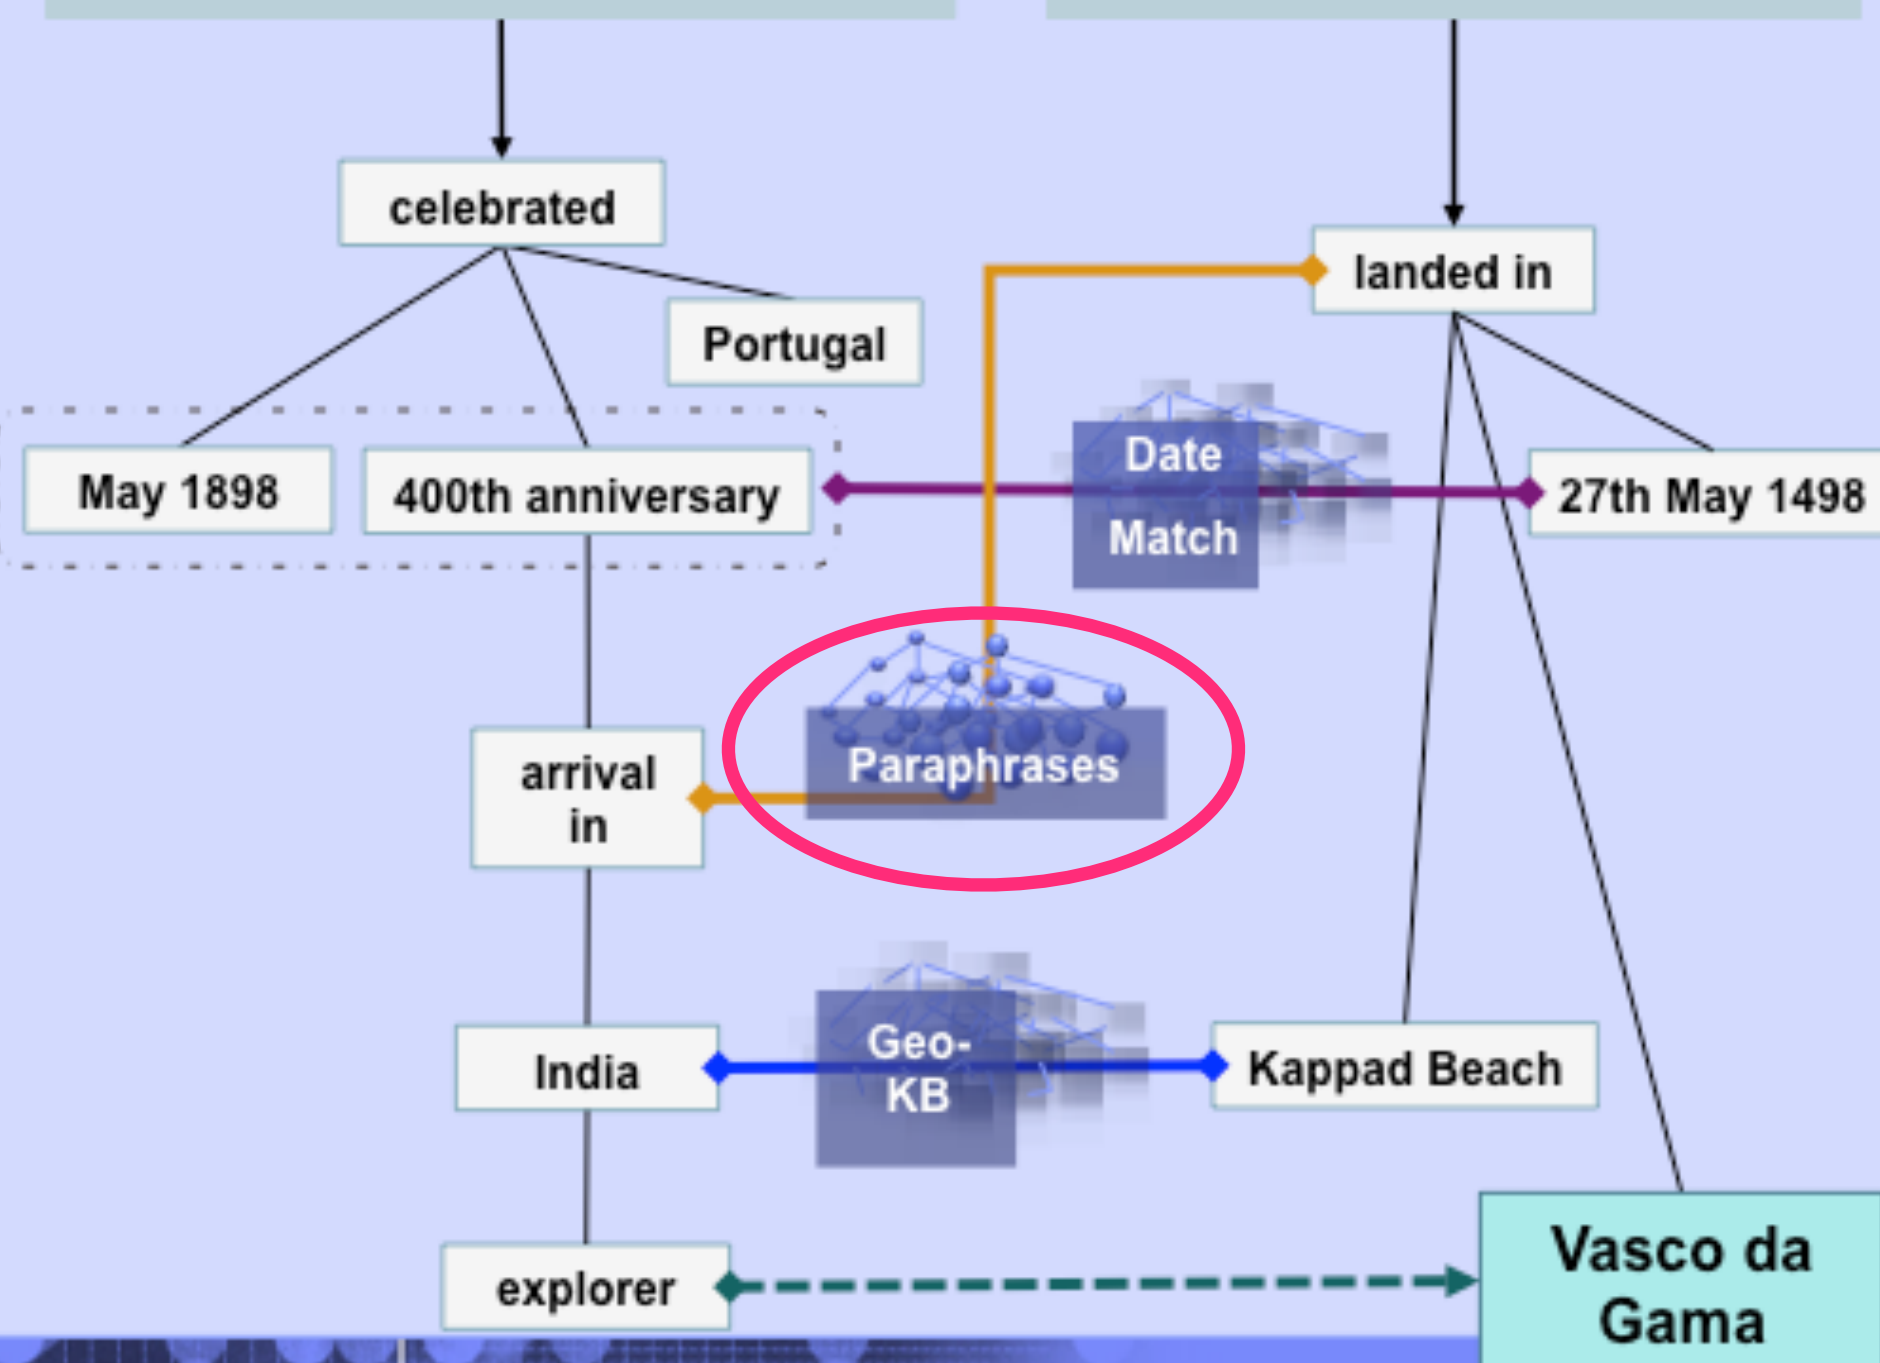 celebrated
landed in
Portugal
May 1898
400th anniversary
Date
Match
27th May 1498
Paraphrases
arrival
in
India
Geo-
KB
Kappad Beach
explorer
Vasco da
Gama